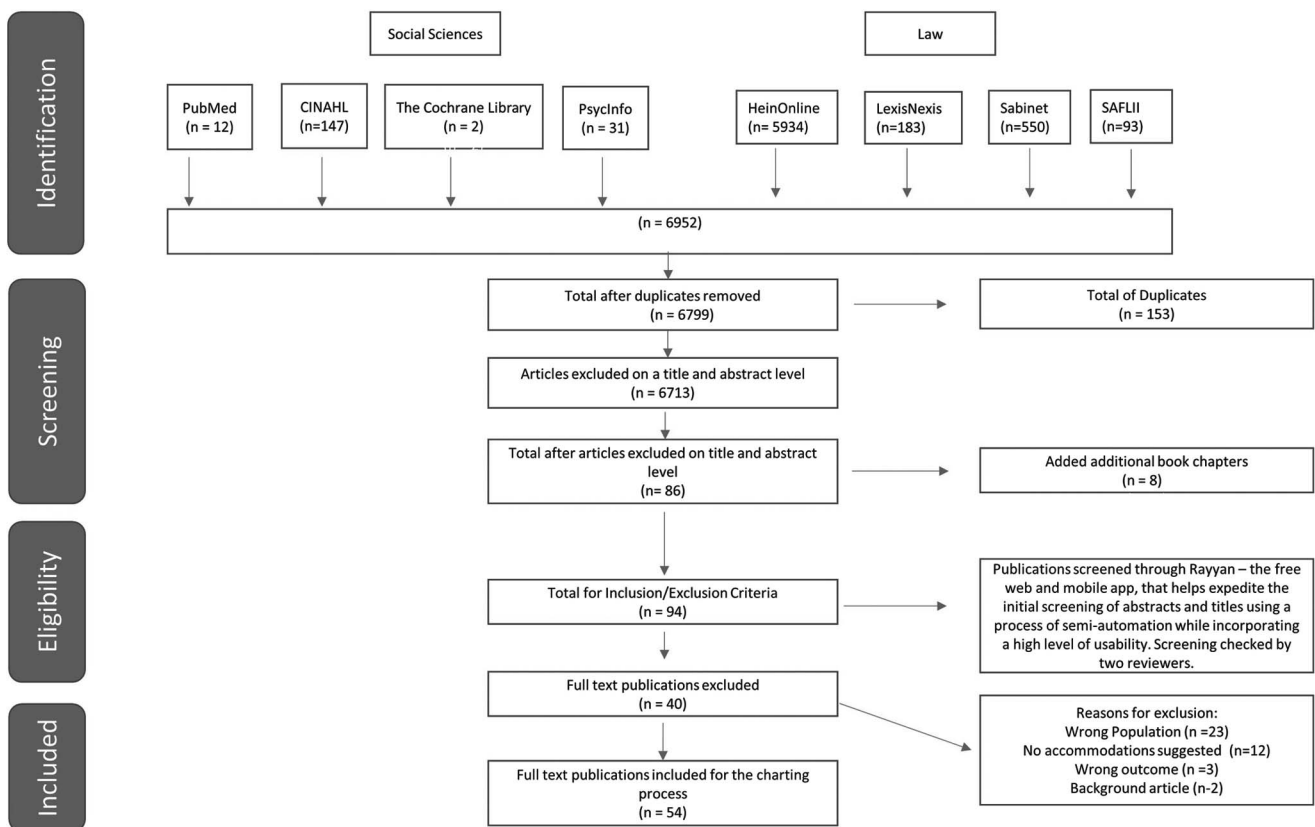 Identification
Social Sciences
Law
PubMed
(n = 12)
CINAHL
(n=147)
The Cochrane Library
(n = 2)
PsycInfo
(n = 31)
HeinOnline
(n= 5934)
LexisNexis
(n=183)
Sabinet
(n=550)
SAFLII
(n=93)
(n = 6952)
Screening
Total after duplicates removed
(n = 6799)
Total of Duplicates
(n = 153)
Articles excluded on a title and abstract level
(n = 6713)
Total after articles excluded on title and abstract
level
(n= 86)
Added additional book chapters
(n = 8)
Eligibility
Total for Inclusion/Exclusion Criteria
(n = 94)
Publications screened through Rayyan – the free
web and mobile app, that helps expedite the
initial screening of abstracts and titles using a
process of semi-automation while incorporating
a high level of usability. Screening checked by
two reviewers.
Full text publications excluded
(n = 40)
Included
Reasons for exclusion:
Wrong Population (n =23)
No accommodations suggested (n=12)
Wrong outcome (n =3)
Background article (n-2)
Full text publications included for the charting
process
(n = 54)